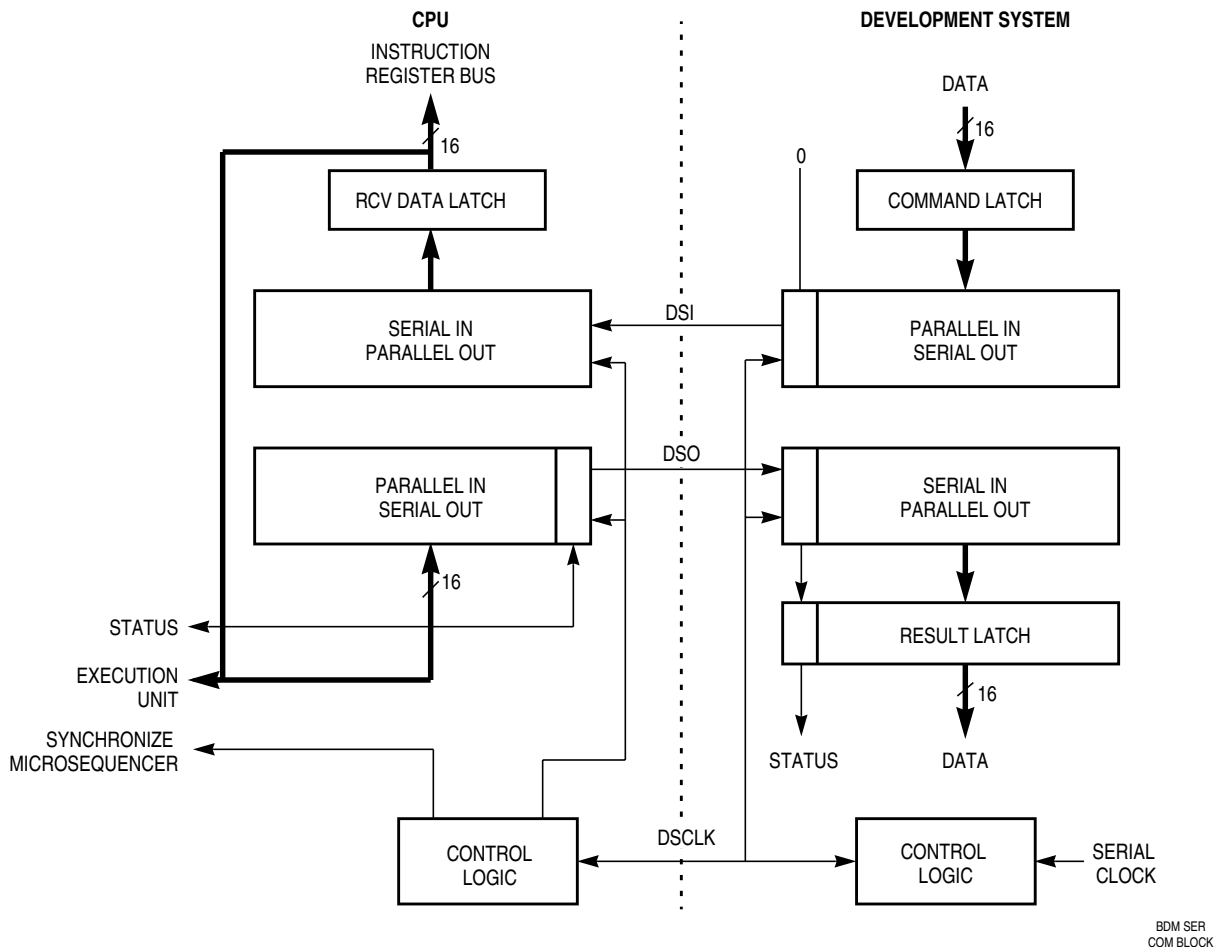 CPU
DEVELOPMENT SYSTEM
INSTRUCTION
REGISTER BUS
DATA
16
16
0
RCV DATA LATCH
COMMAND LATCH
DSI
SERIAL IN
PARALLEL OUT
PARALLEL IN
SERIAL OUT
DSO
PARALLEL IN
SERIAL OUT
SERIAL IN
PARALLEL OUT
16
STATUS
RESULT LATCH
EXECUTION
UNIT
16
SYNCHRONIZE
MICROSEQUENCER
STATUS
DATA
DSCLK
CONTROL
LOGIC
CONTROL
LOGIC
SERIAL
CLOCK
BDM SER
COM BLOCK